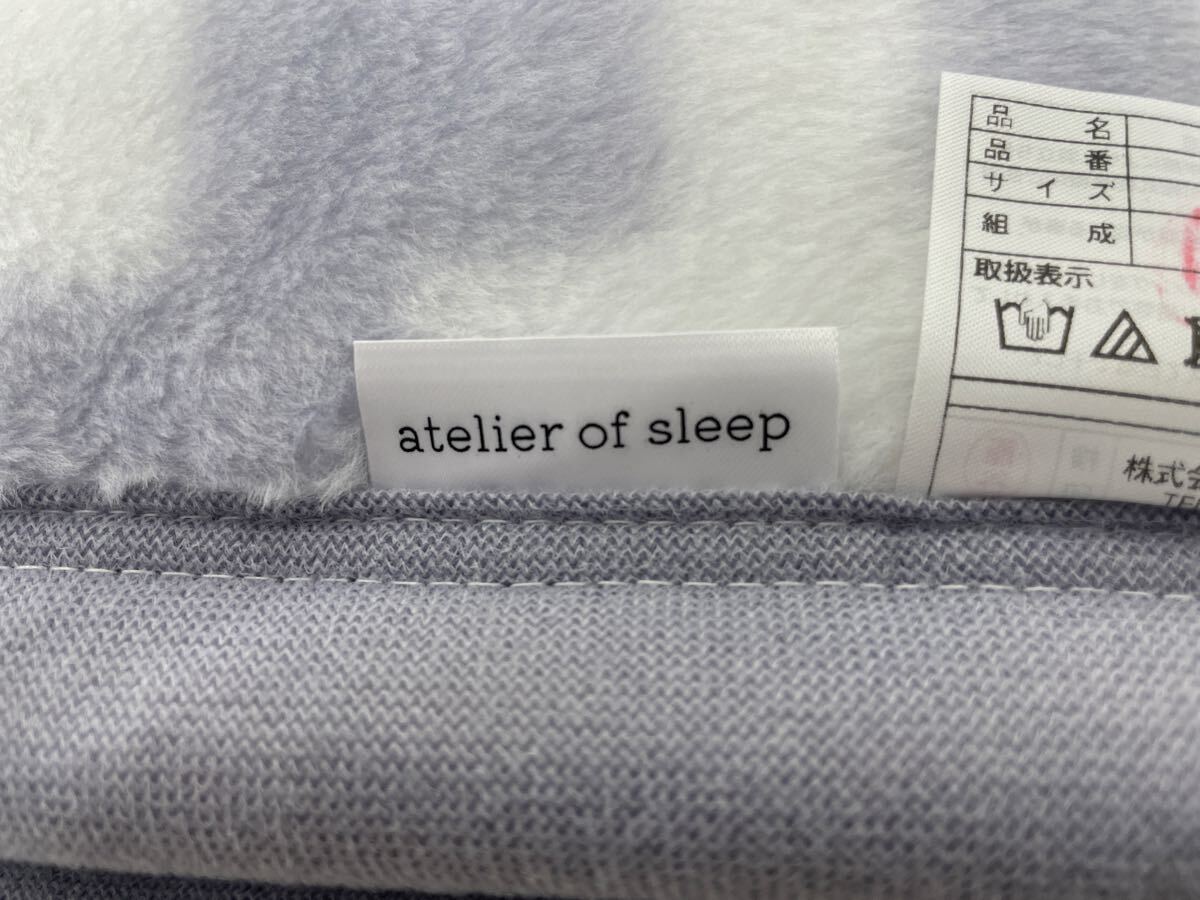 品名
品番
サイズ
組成
取扱表示
atelier of sleep
株式会
TE